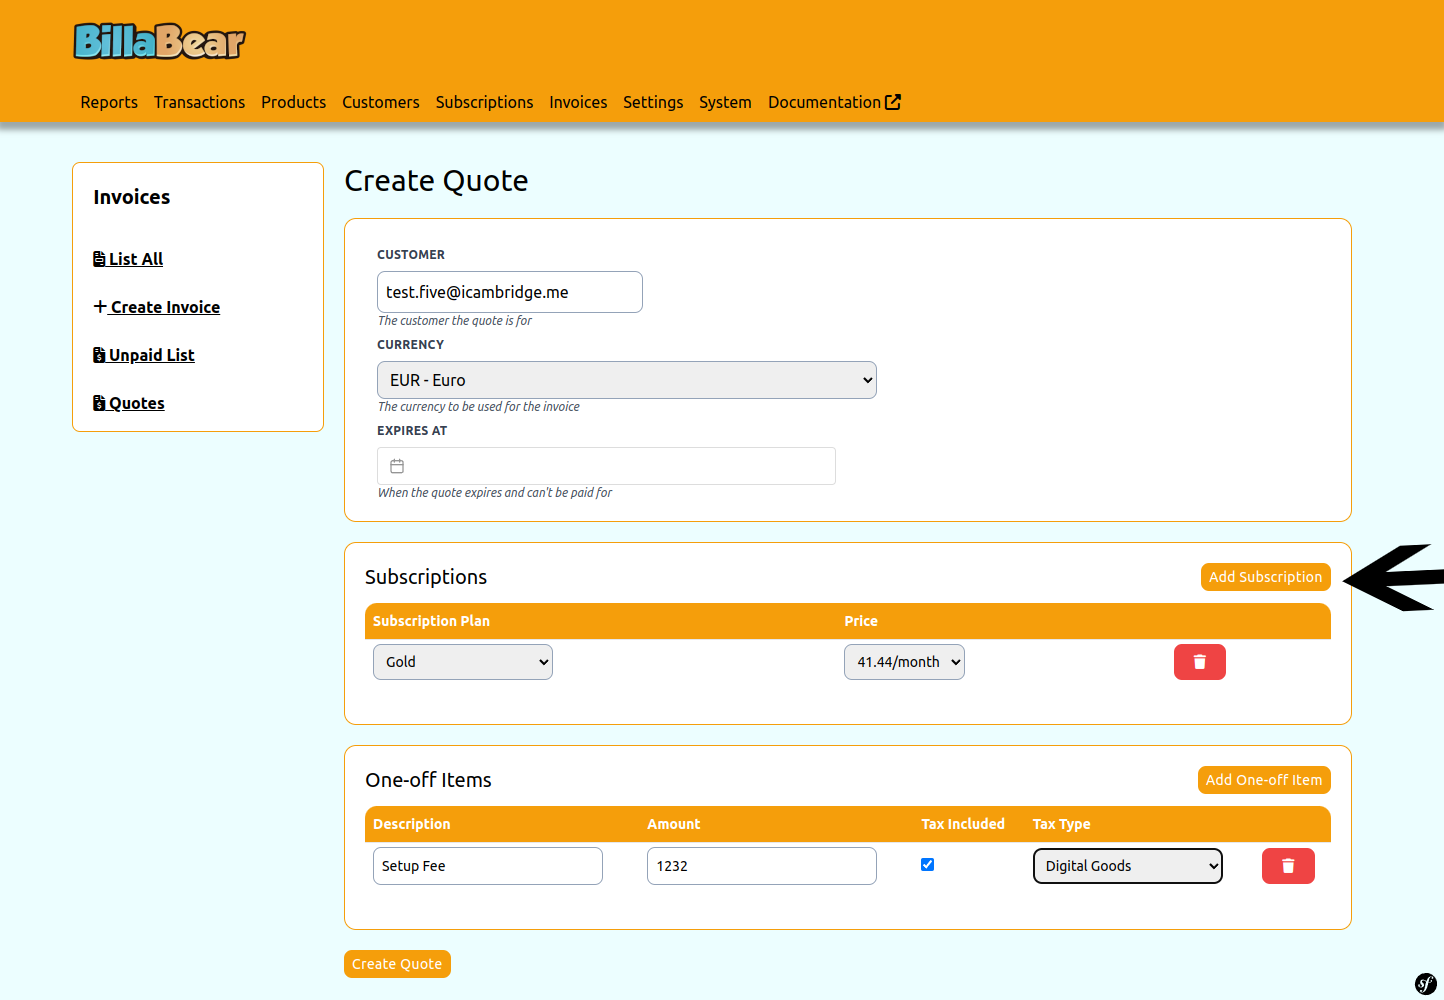 BillaBear
Reports Transactions Products Customers Subscriptions Invoices Settings System Documentation
Invoices
List All
Create Invoice
Unpaid List
Quotes
Create Quote
CUSTOMER
test.five@icambridge.me
The customer the quote is for
CURRENCY
EUR - Euro
The currency to be used for the invoice
EXPIRES AT
When the quote expires and can't be paid for
Subscriptions
Add Subscription
Subscription Plan Price
Gold 41.44/month
One-off Items
Add One-off Item
Description Amount Tax Included Tax Type
Setup Fee 1232 Digital Goods
Create Quote
sf